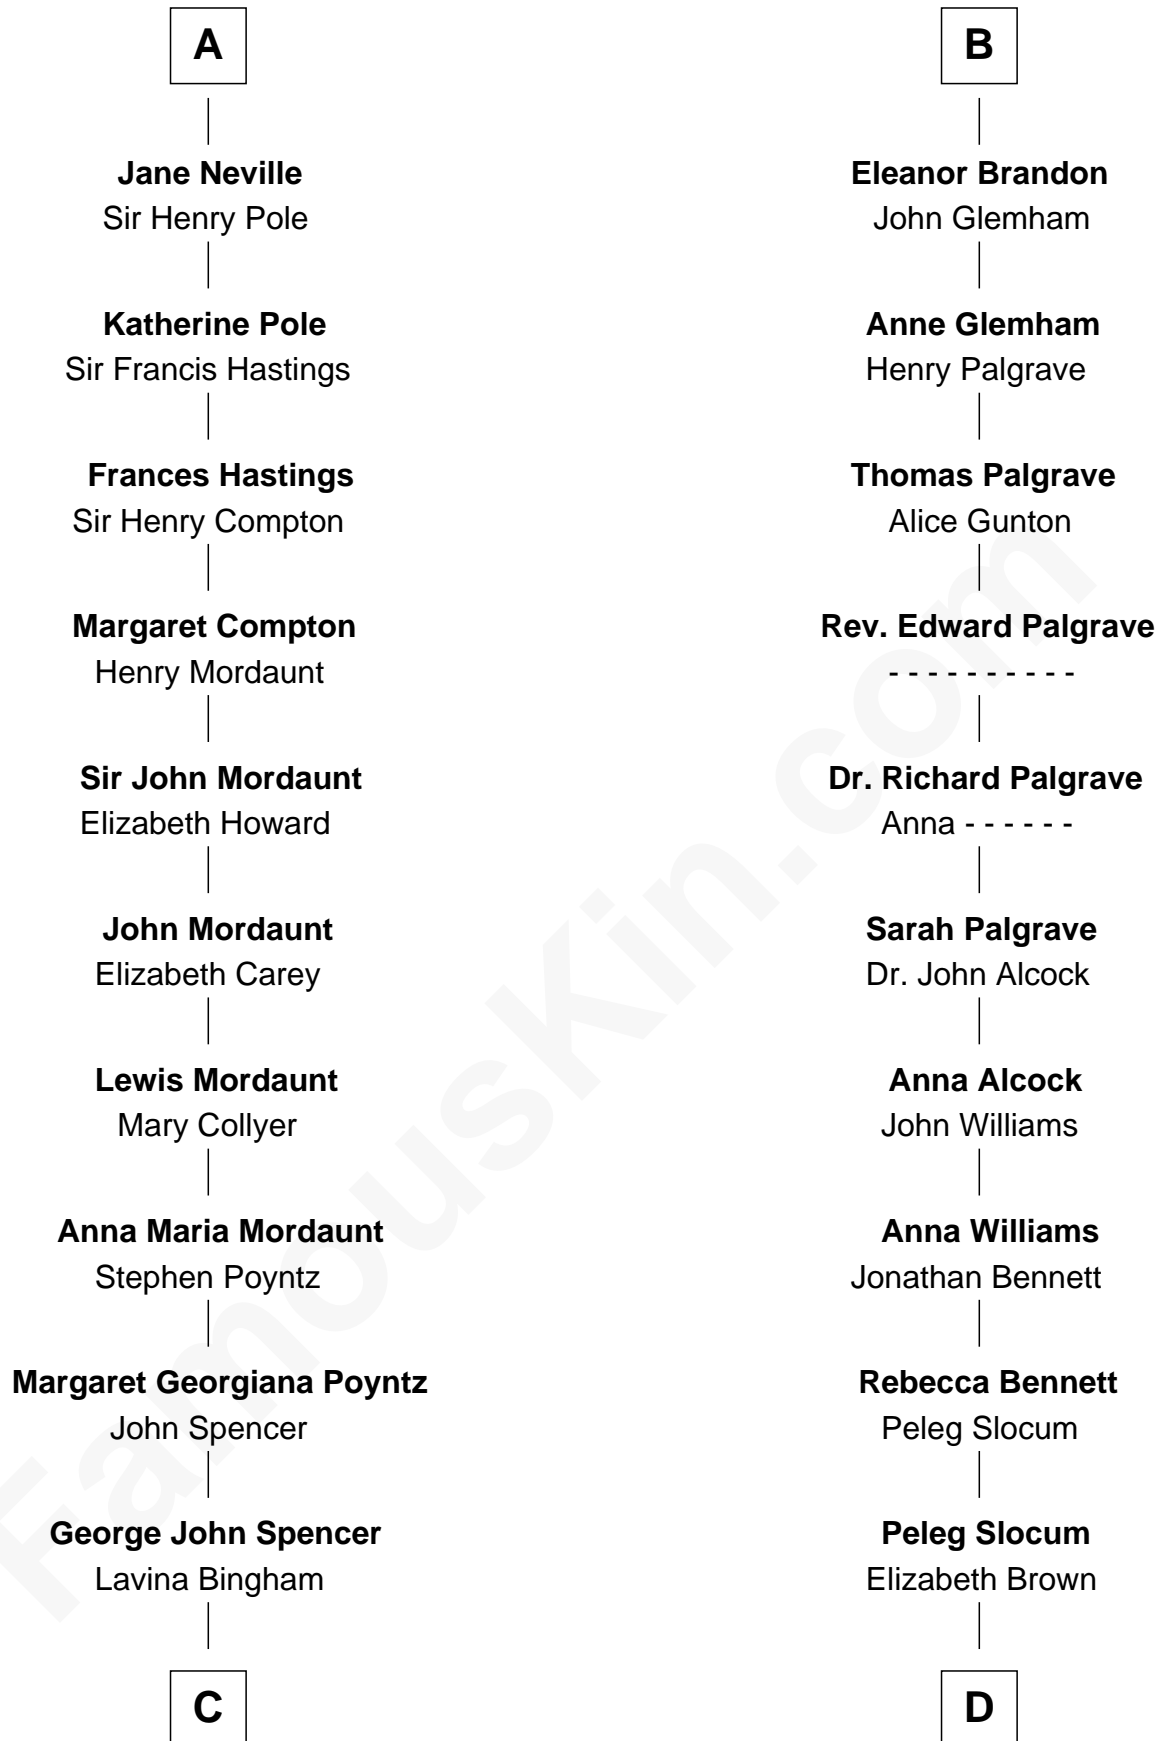 A
Jane Neville
Sir Henry Pole
Katherine Pole
Sir Francis Hastings
Frances Hastings
Sir Henry Compton
Margaret Compton
Henry Mordaunt
Sir John Mordaunt
Elizabeth Howard
John Mordaunt
Elizabeth Carey
Lewis Mordaunt
Mary Collyer
Anna Maria Mordaunt
Stephen Poyntz
Margaret Georgiana Poyntz
John Spencer
George John Spencer
Lavina Bingham
C
B
Eleanor Brandon
John Glemham
Anne Glemham
Henry Palgrave
Thomas Palgrave
Alice Gunton
Rev. Edward Palgrave
- - - - - - - - - -
Dr. Richard Palgrave
Anna - - - - - -
Sarah Palgrave
Dr. John Alcock
Anna Alcock
John Williams
Anna Williams
Jonathan Bennett
Rebecca Bennett
Peleg Slocum
Peleg Slocum
Elizabeth Brown
D
FamousKin.com